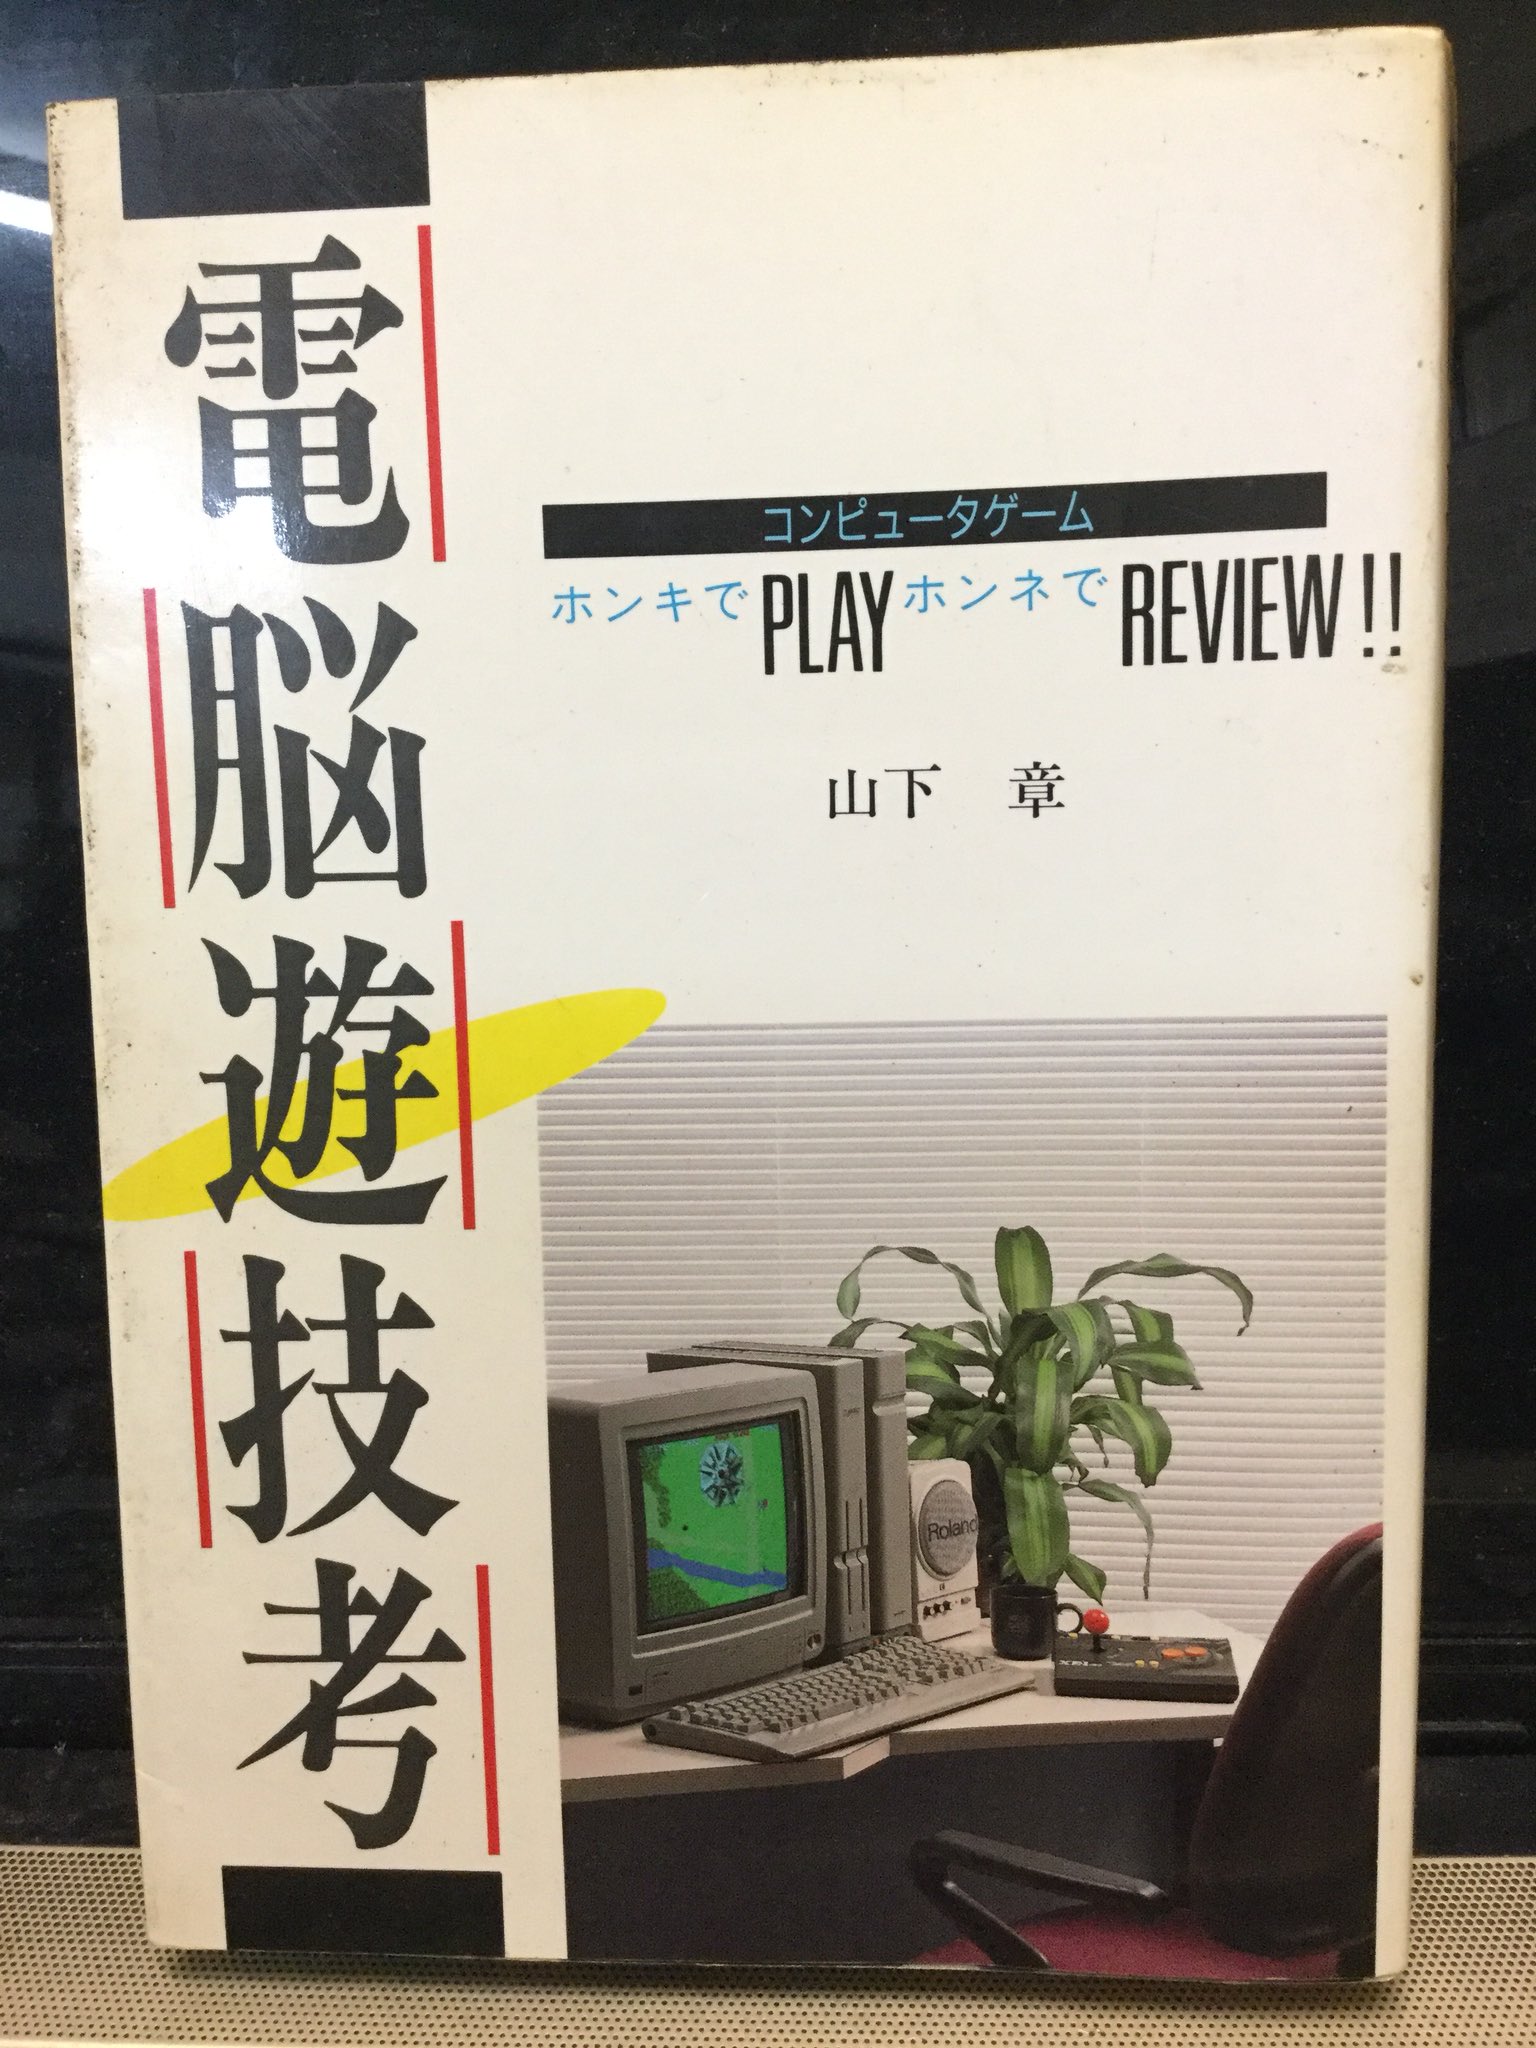 電脳遊技考
コンピュータゲーム
ホンキでPLAYホンネでREVIEW!!
山下 章
Roland